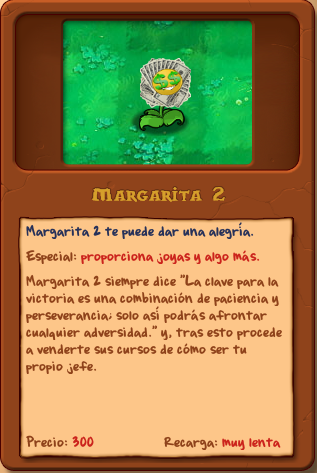 Margarita 2
Margarita 2 te puede dar una alegría.
Especial: proporciona joyas y algo más.
Margarita 2 siempre dice "La clave para la
victoria es una combinación de paciencia y
perseverancia; solo así podrás afrontar
cualquier adversidad." y, tras esto procede
a venderte sus cursos de cómo ser tu
propio jefe.
Precio: 300 Recarga: muy lenta